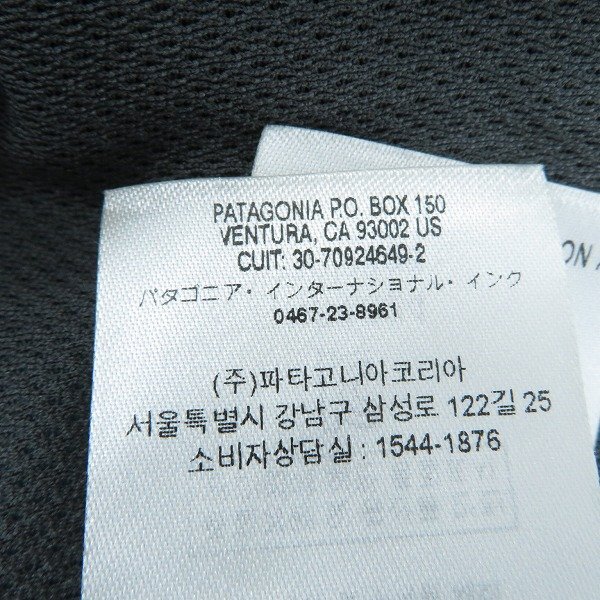 PATAGONIA P.O. BOX 150
VENTURA, CA 93002 US
CUIT: 30-70924649-2
パタゴニア・インターナショナル・インク
0467-23-8961
(주)파타고니아코리아
서울특별시 강남구 삼성로 122길 25
소비자상담실 : 1544-1876